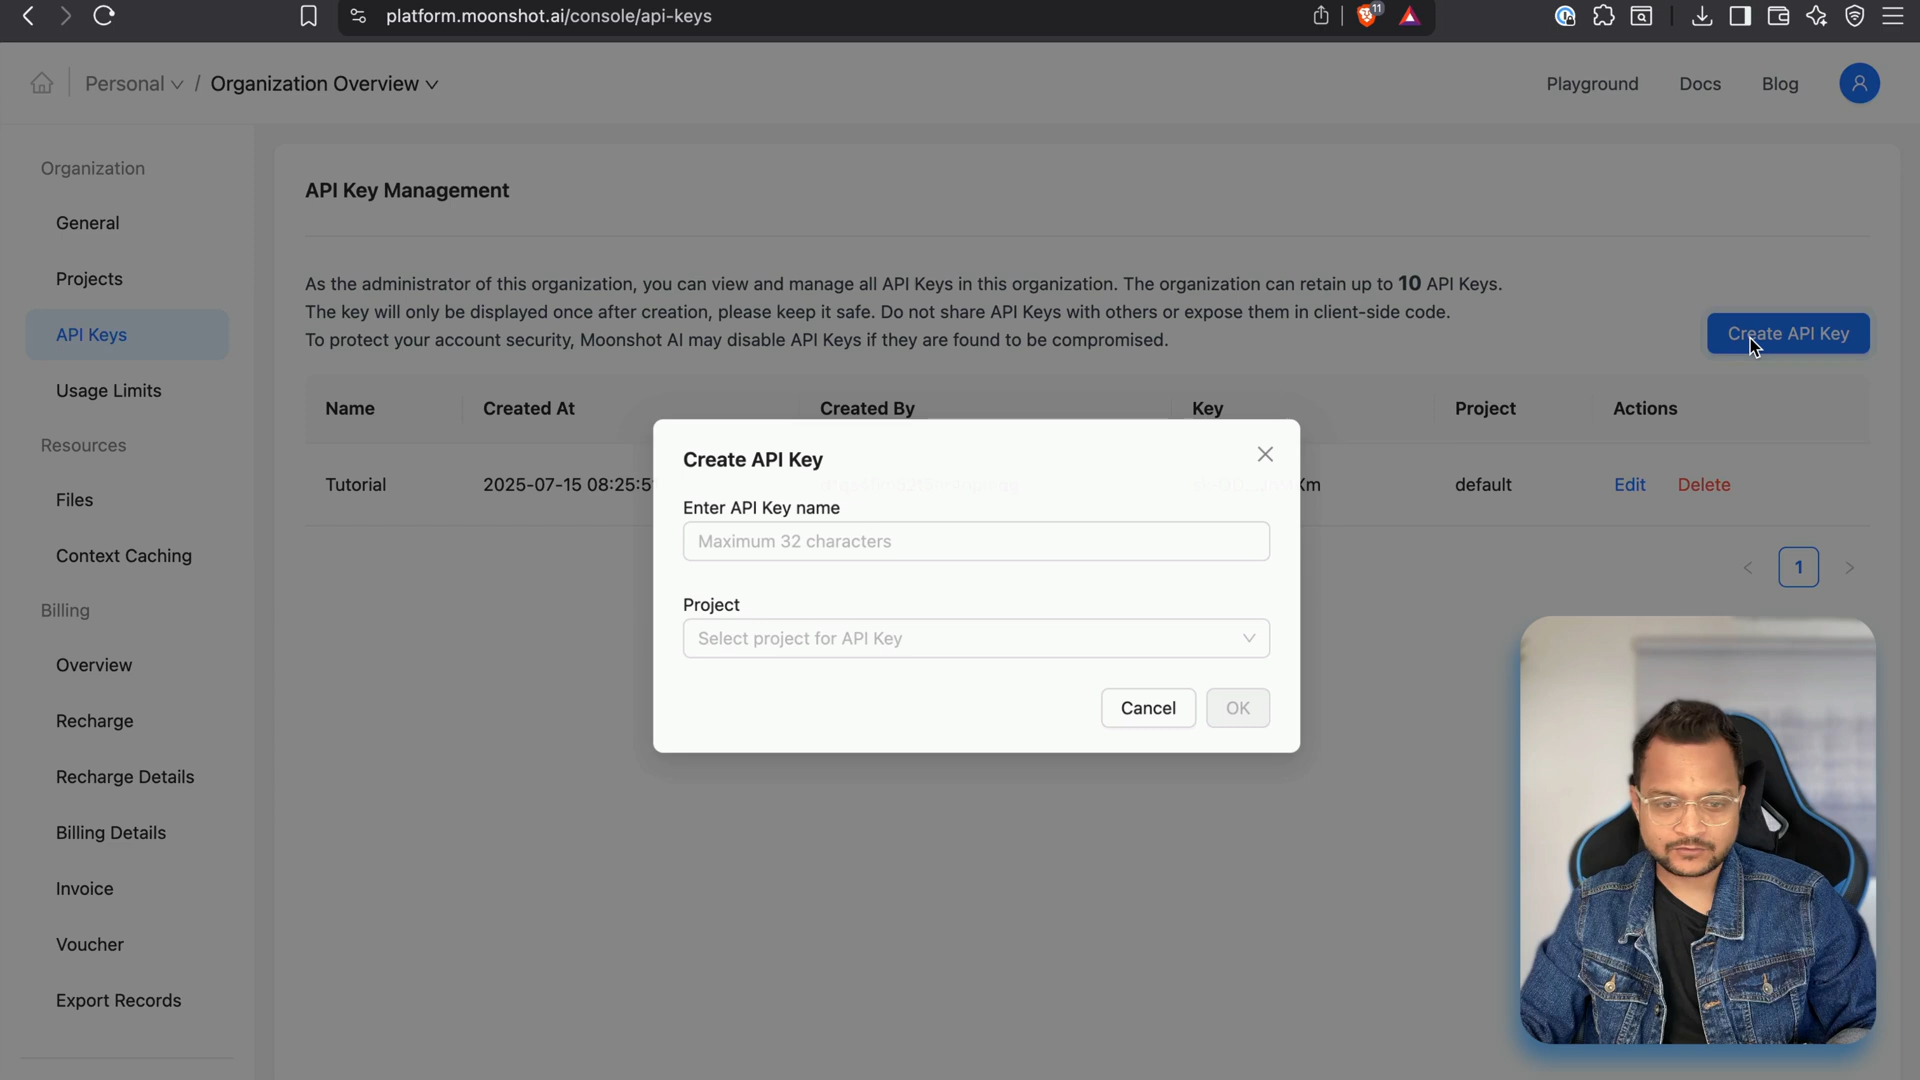 platform.moonshot.ai/console/api-keys
11
Personal / Organization Overview
Playground
Docs
Blog
Organization
General
Projects
API Keys
Usage Limits
Resources
Files
Context Caching
Billing
Overview
Recharge
Recharge Details
Billing Details
Invoice
Voucher
Export Records
API Key Management
As the administrator of this organization, you can view and manage all API Keys in this organization. The organization can retain up to 10 API Keys.
The key will only be displayed once after creation, please keep it safe. Do not share API Keys with others or expose them in client-side code.
To protect your account security, Moonshot AI may disable API Keys if they are found to be compromised.
Create API Key
Name Created At Created By Key Project Actions
Tutorial 2025-07-15 08:25:5 default Edit Delete
1
Create API Key
Enter API Key name
Maximum 32 characters
Project
Select project for API Key
Cancel OK